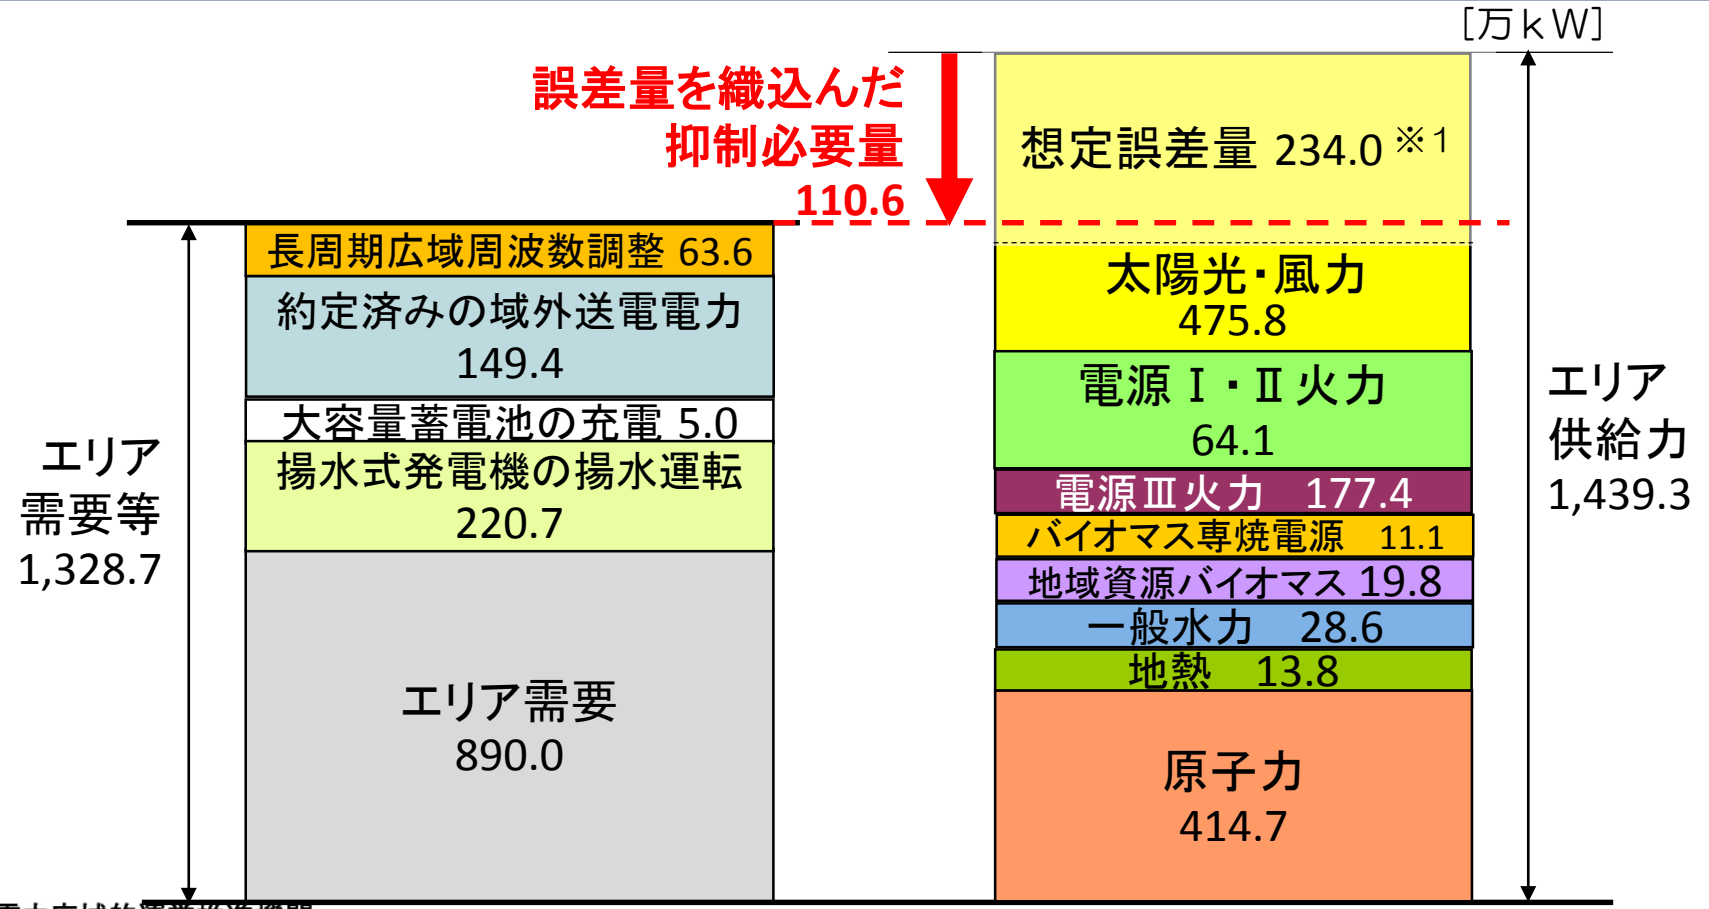 [万kW]
誤差量を織込んだ
抑制必要量
110.6
長周期広域周波数調整 63.6
約定済みの域外送電電力
149.4
大容量蓄電池の充電 5.0
揚水式発電機の揚水運転
220.7
エリア需要
890.0
エリア
需要等
1,328.7
想定誤差量 234.0 ※1
太陽光・風力
475.8
電源Ⅰ・Ⅱ火力
64.1
電源Ⅲ火力 177.4
バイオマス専焼電源 11.1
地域資源バイオマス 19.8
一般水力 28.6
地熱 13.8
原子力
414.7
エリア
供給力
1,439.3